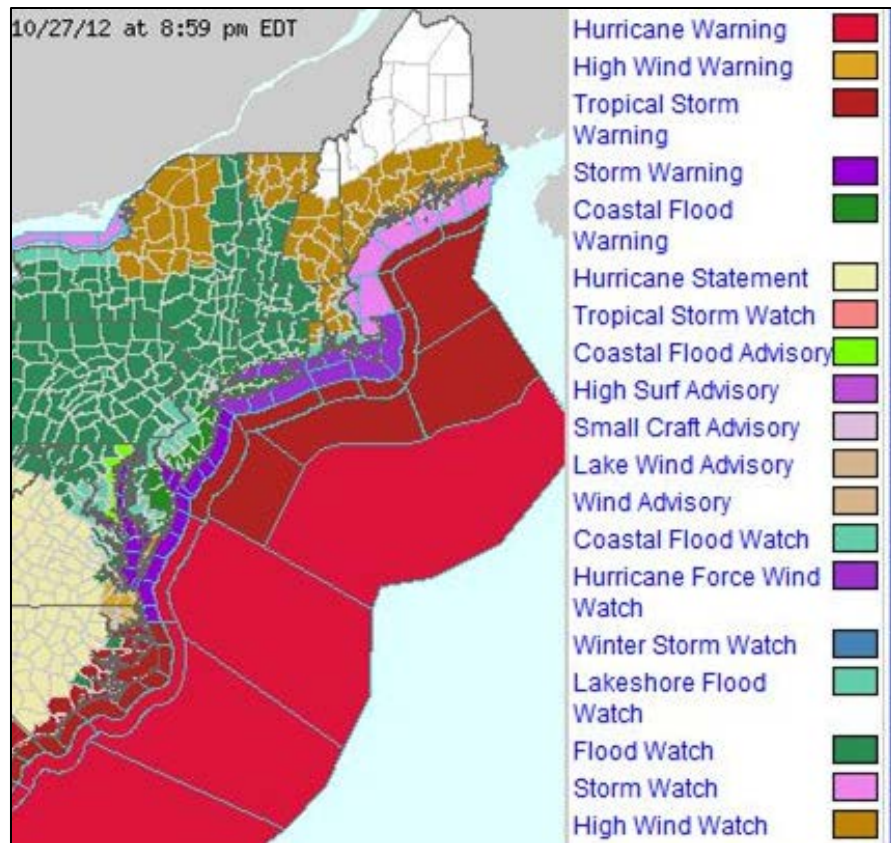 10/27/12 at 8:59 pm EDT
Hurricane Warning
High Wind Warning
Tropical Storm
Warning
Storm Warning
Coastal Flood
Warning
Hurricane Statement
Tropical Storm Watch
Coastal Flood Advisory
High Surf Advisory
Small Craft Advisory
Lake Wind Advisory
Wind Advisory
Coastal Flood Watch
Hurricane Force Wind
Watch
Winter Storm Watch
Lakeshore Flood
Watch
Flood Watch
Storm Watch
High Wind Watch